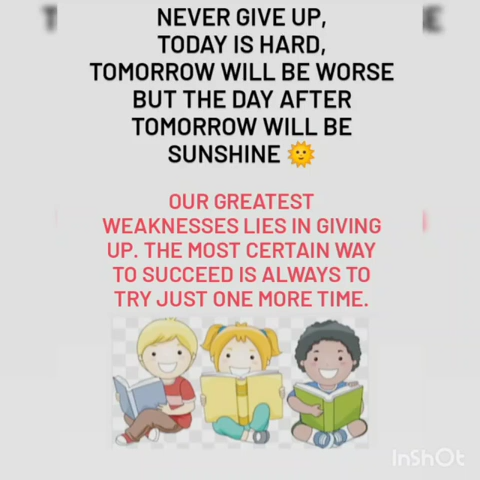 NEVER GIVE UP,
TODAY IS HARD,
TOMORROW WILL BE WORSE
BUT THE DAY AFTER
TOMORROW WILL BE
SUNSHINE 🌞
OUR GREATEST
WEAKNESSES LIES IN GIVING
UP. THE MOST CERTAIN WAY
TO SUCCEED IS ALWAYS TO
TRY JUST ONE MORE TIME.
InShOt